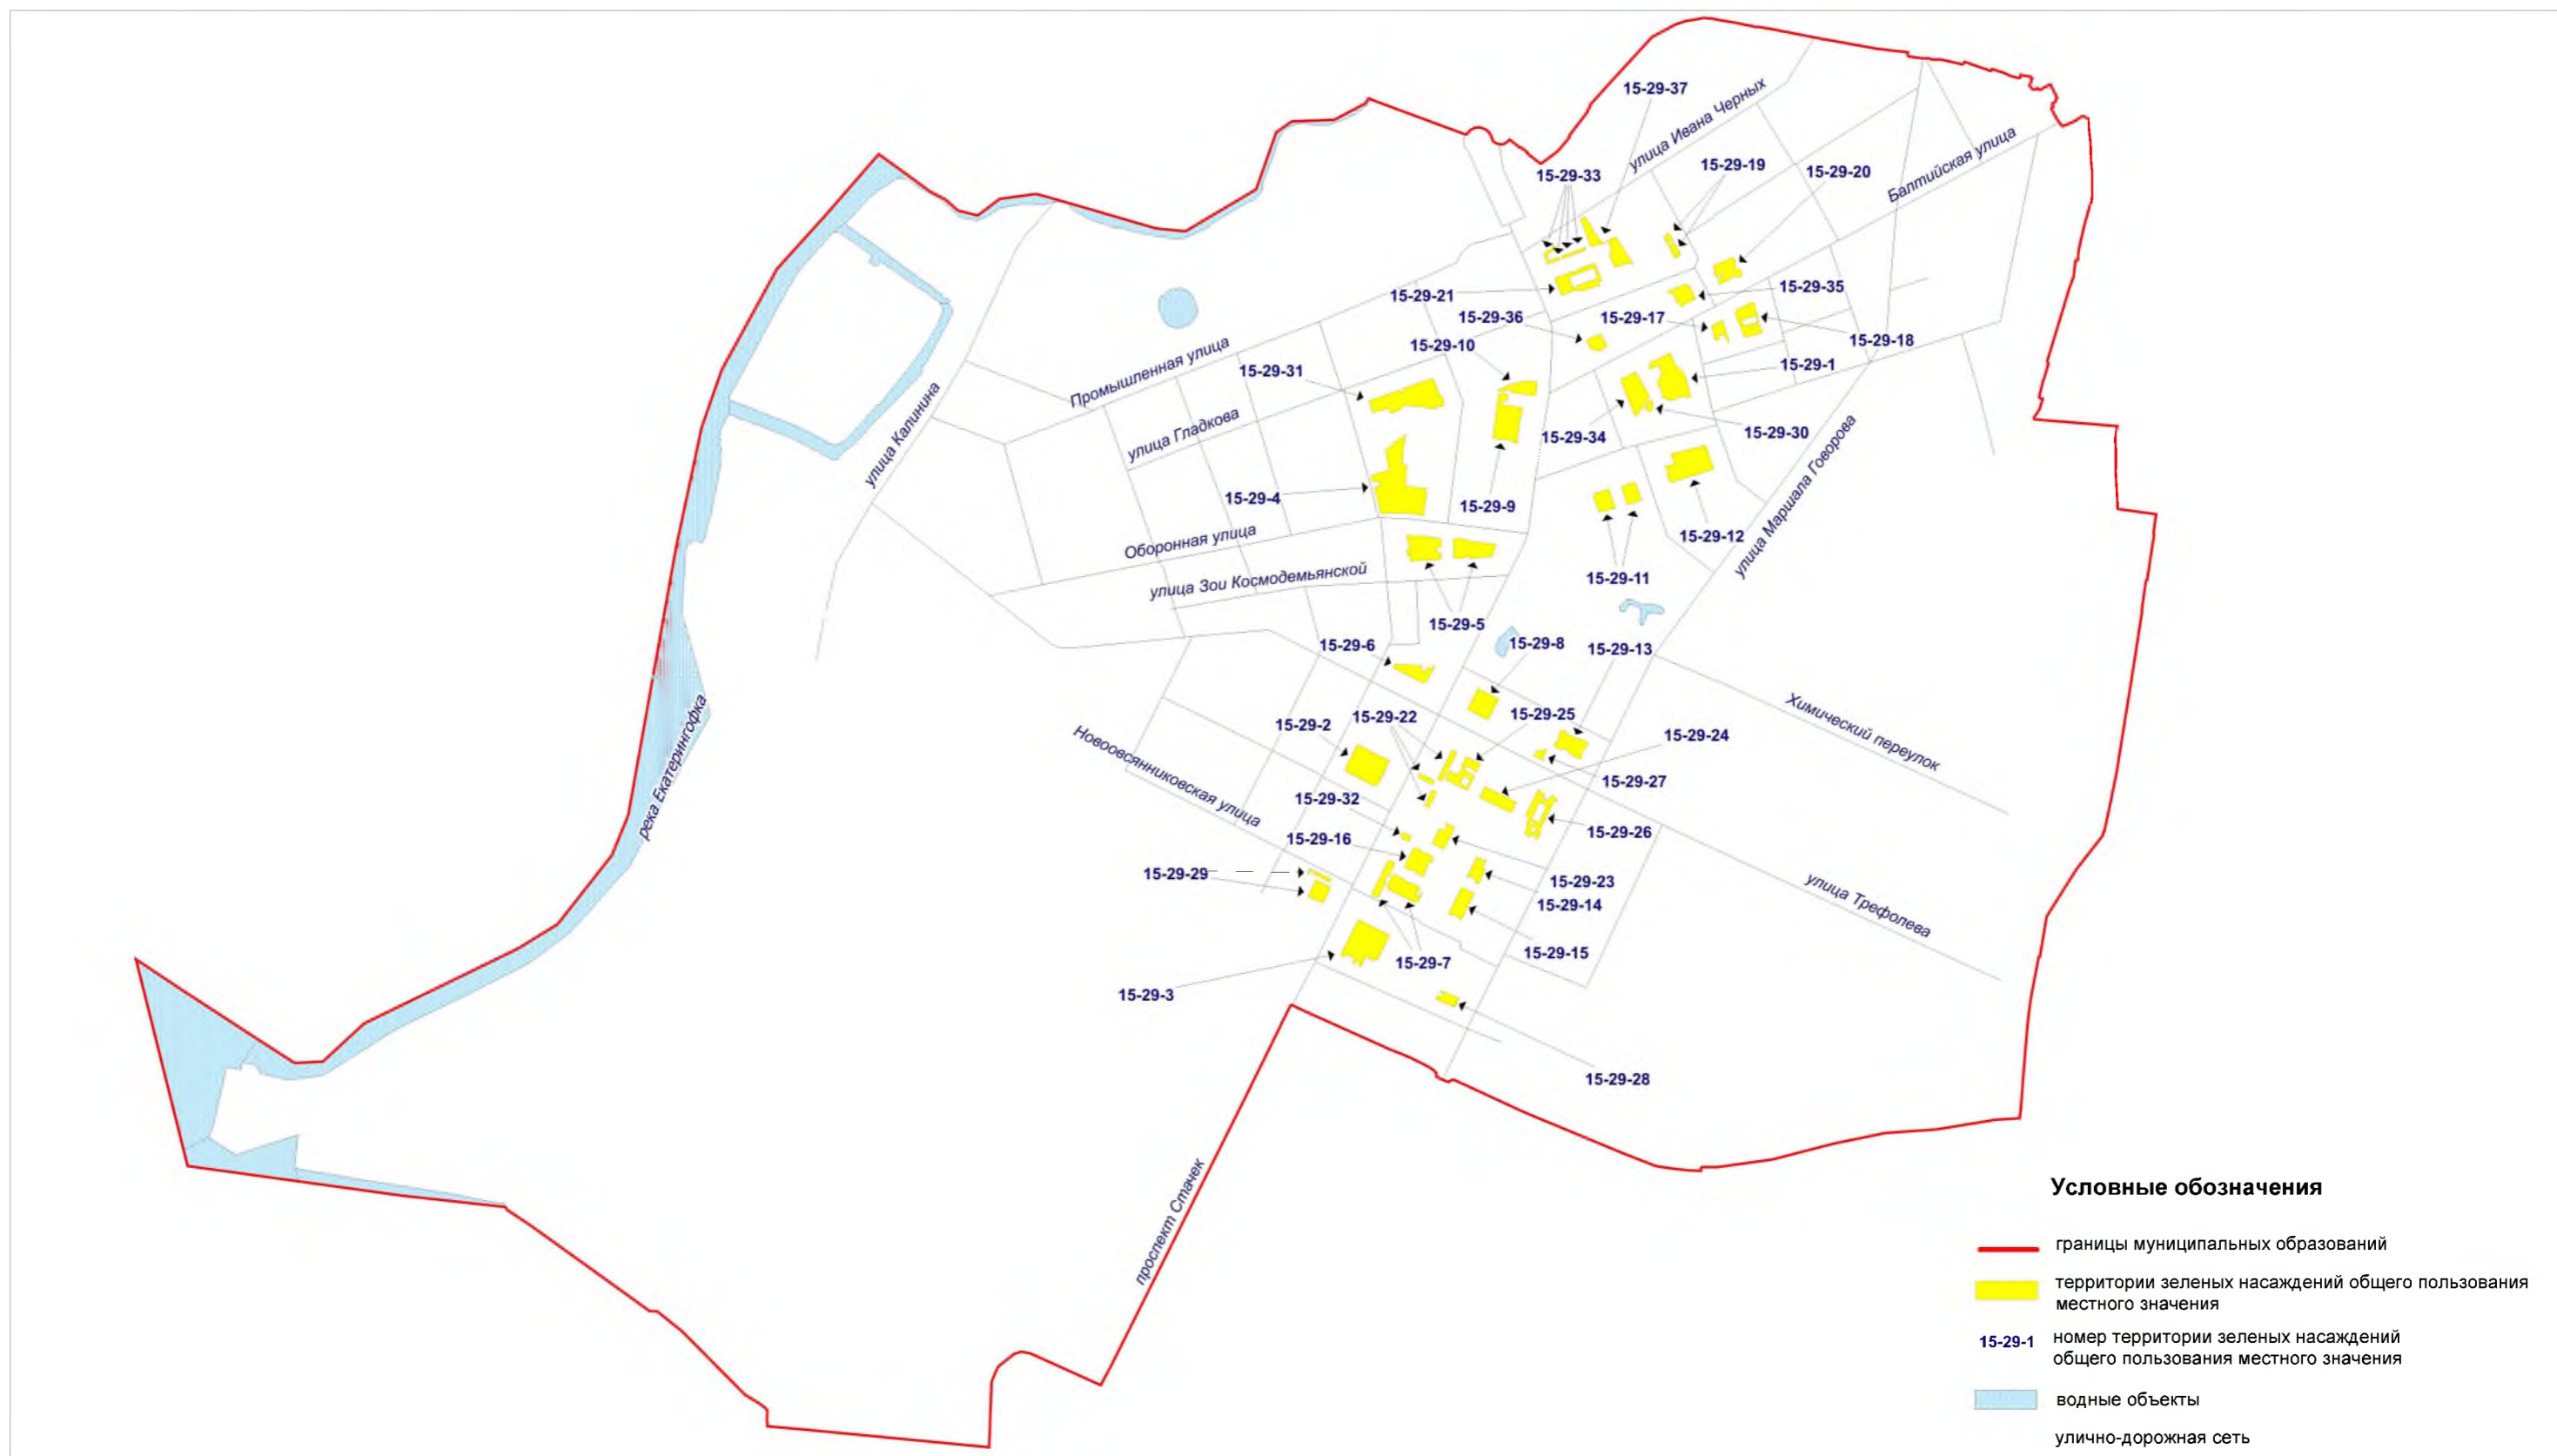 15-29-37
улица Ивана Черных
15-29-33
15-29-19
15-29-20
Балтийская улица
15-29-21
15-29-35
15-29-36
15-29-17
15-29-10
15-29-18
15-29-1
Промышленная улица
15-29-31
улица Калинина
улица Гладкова
15-29-34
15-29-30
улица Маршала Говорова
15-29-4
15-29-9
15-29-12
Оборонная улица
улица Зои Космодемьянской
15-29-11
15-29-5
15-29-6
15-29-8
15-29-13
Химический переулок
река Екатерингофка
Новоовсянниковская улица
15-29-2
15-29-22
15-29-25
15-29-24
15-29-27
15-29-32
15-29-26
15-29-16
15-29-29
15-29-23
15-29-14
улица Трефолева
15-29-15
15-29-7
15-29-3
15-29-28
проспект Стачек
Условные обозначения
границы муниципальных образований
территории зеленых насаждений общего пользования
местного значения
15-29-1
номер территории зеленых насаждений
общего пользования местного значения
водные объекты
улично-дорожная сеть